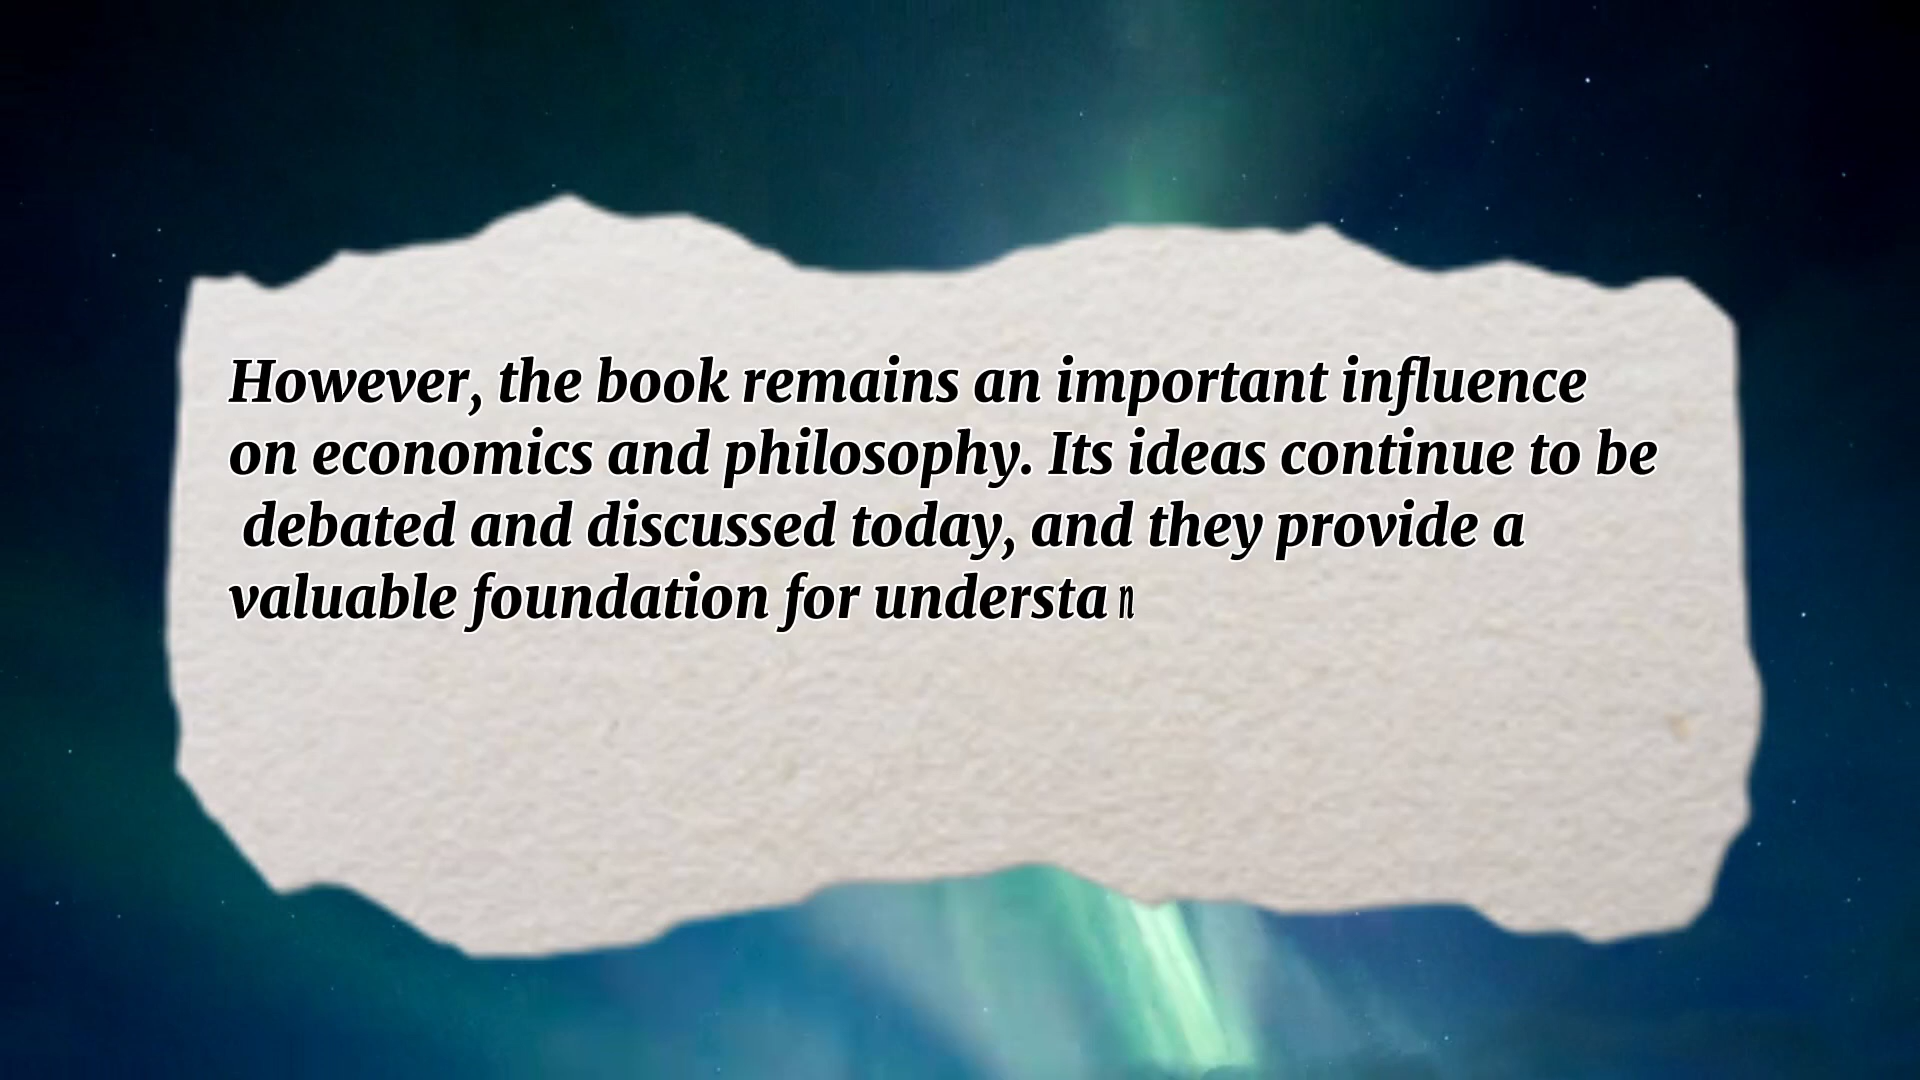 However, the book remains an important influence
on economics and philosophy. Its ideas continue to be
debated and discussed today, and they provide a
valuable foundation for understan